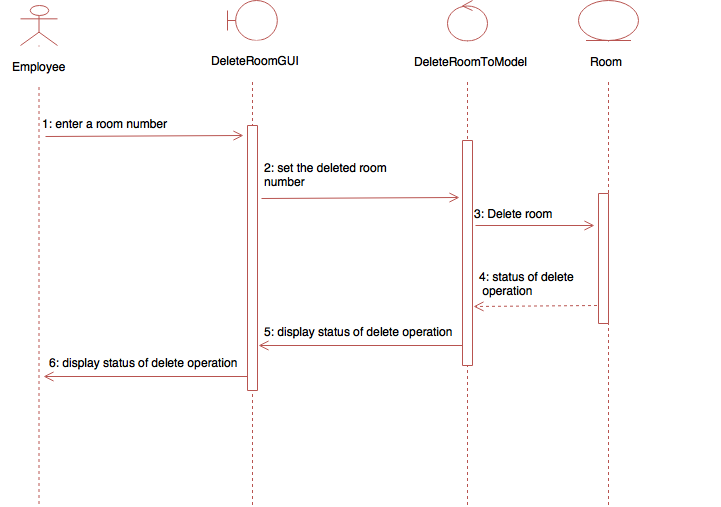 Employee
DeleteRoomGUI
DeleteRoomToModel
Room
1: enter a room number
2: set the deleted room
number
3: Delete room
4: status of delete
operation
5: display status of delete operation
6: display status of delete operation